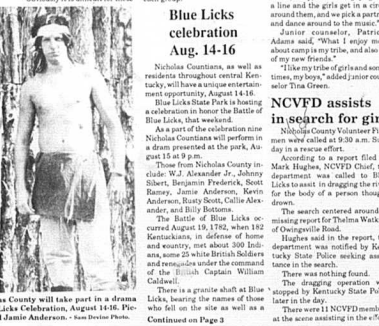 Blue Licks
celebration
Aug. 14-16
Nicholas Countians, as well as
residents throughout central Ken-
tucky, will have a unique entertain-
ment opportunity, August 14-16.
Blue Licks State Park is hosting
a celebration in honor the Battle of
Blue Licks, that weekend.
As a part of the celebration nine
Nicholas Countians will perform in
a dram presented at the park, Au-
gust 15 at 9 p.m.
Those from Nicholas County in-
clude: W.J. Alexander Jr., Johnny
Sibert, Benjamin Frederick, Scott
Ramey, Jamie Anderson, Kevin
Anderson, Rusty Scott, Callie Alex-
ander, and Billy Bottoms.
The Battle of Blue Licks oc-
curred August 19, 1782, when 182
Kentuckians, in defense of home
and country, met about 300 Indi-
ans, some 25 white British Soldiers
and renegades under the command
of the British Captain William
Caldwell.
There is a granite shaft at Blue
Licks, bearing the names of those
who fell on the site as well as a
Continued on Page 3
as County will take part in a drama
Licks Celebration, August 14-16. Pic-
d Jamie Anderson. - Sam Devine Photo.
a line and the girls get in a cir
around them, and we pick a partn
and dance around to the music."
Junior counselor, Patric
Adams said, "What I enjoy m
about camp is my tribe, and also
of my new friends."
"I like my tribe of girls and som
times, my boys," added junior cou
selor Tina Green.
NCVFD assists
in search for gir
Nicholas County Volunteer Fi
men were called at 9:30 a.m. Su
day in a rescue effort.
According to a report filed
Mark Hughes, NCVFD Chief, t
department was called to Bl
Licks to assit in dragging the riv
for the body of a person thoug
drown.
The search centered around
missing report for Thelma Watk
of Owingsville Road.
Hughes said in the report, t
department was notified by Ke
tucky State Police seeking ass
tance in the search.
There was nothing found.
The dragging operation was
stopped by Kentucky State Pol
later in the day.
There were 11 NCVFD memb
at the scene assisting in the